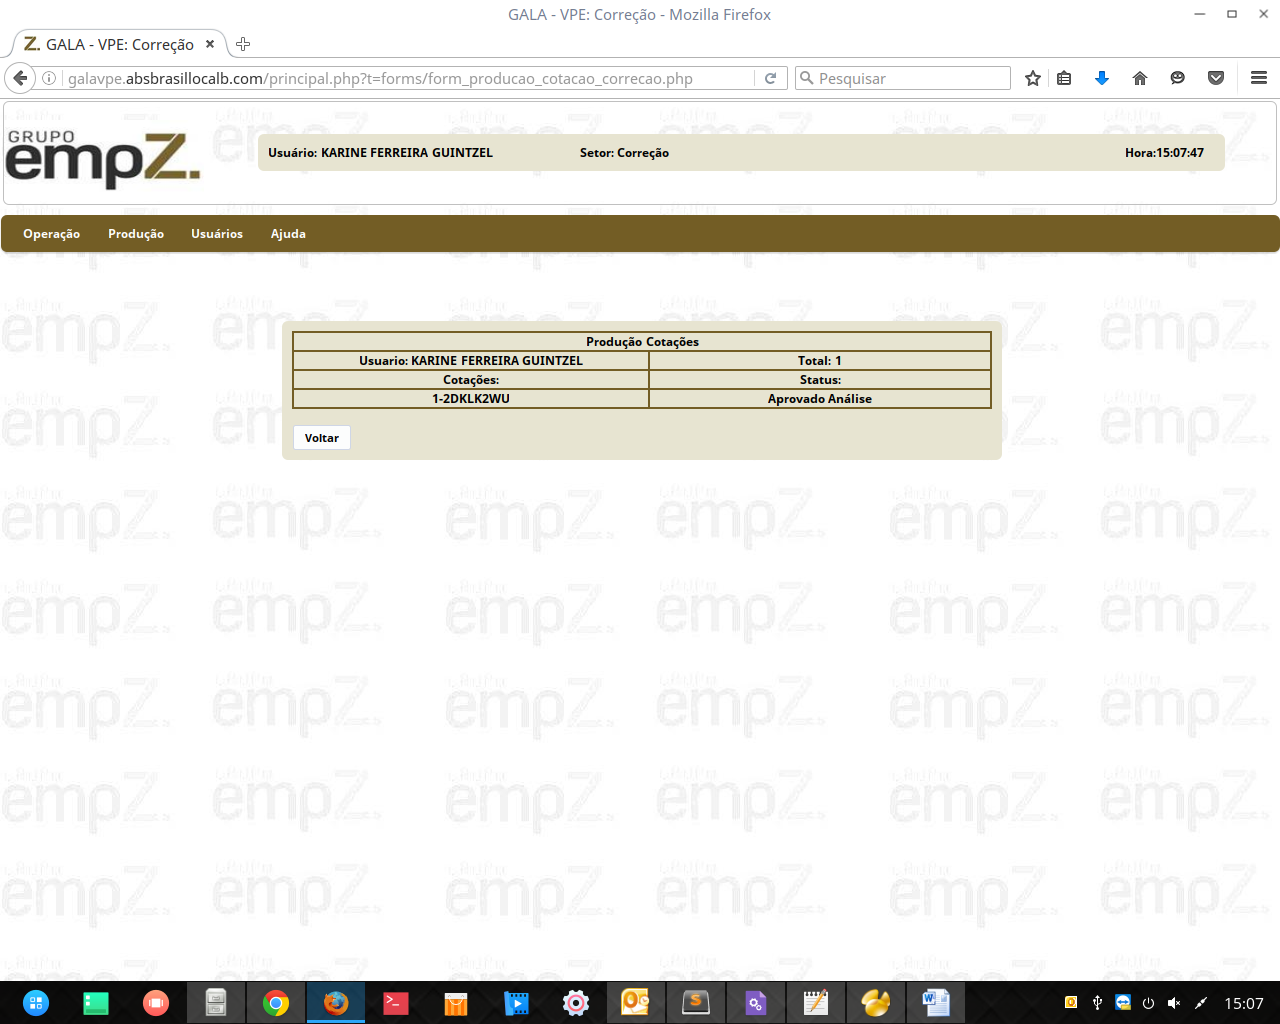 GALA - VPE: Correção - Mozilla Firefox
Z. GALA - VPE: Correção
galavpe.absbrasillocalb.com/principal.php?t=forms/form_producao_cotacao_correcao.php
Pesquisar
GRUPO
empZ.
Usuário: KARINE FERREIRA GUINTZEL Setor: Correção Hora:15:07:47
Operação Produção Usuários Ajuda
Produção Cotações
Usuario: KARINE FERREIRA GUINTZEL Total: 1
Cotações: Status:
1-2DKLK2WU Aprovado Análise
Voltar
15:07